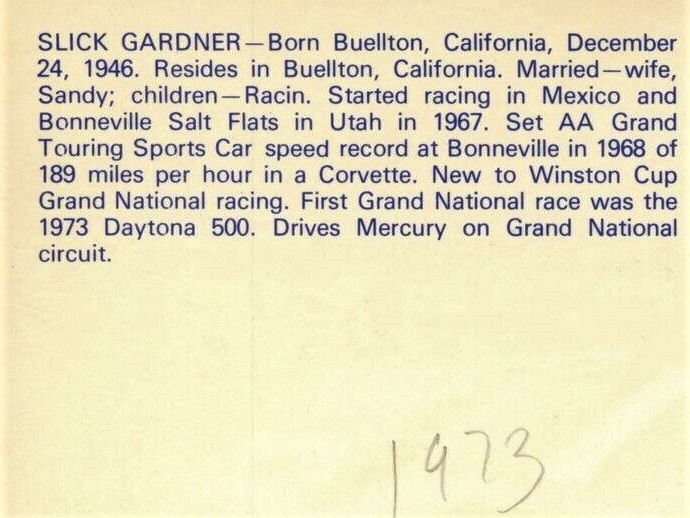 SLICK GARDNER—Born Buellton, California, December
24, 1946. Resides in Buellton, California. Married—wife,
Sandy; children—Racin. Started racing in Mexico and
Bonneville Salt Flats in Utah in 1967. Set AA Grand
Touring Sports Car speed record at Bonneville in 1968 of
189 miles per hour in a Corvette. New to Winston Cup
Grand National racing. First Grand National race was the
1973 Daytona 500. Drives Mercury on Grand National
circuit.
1973